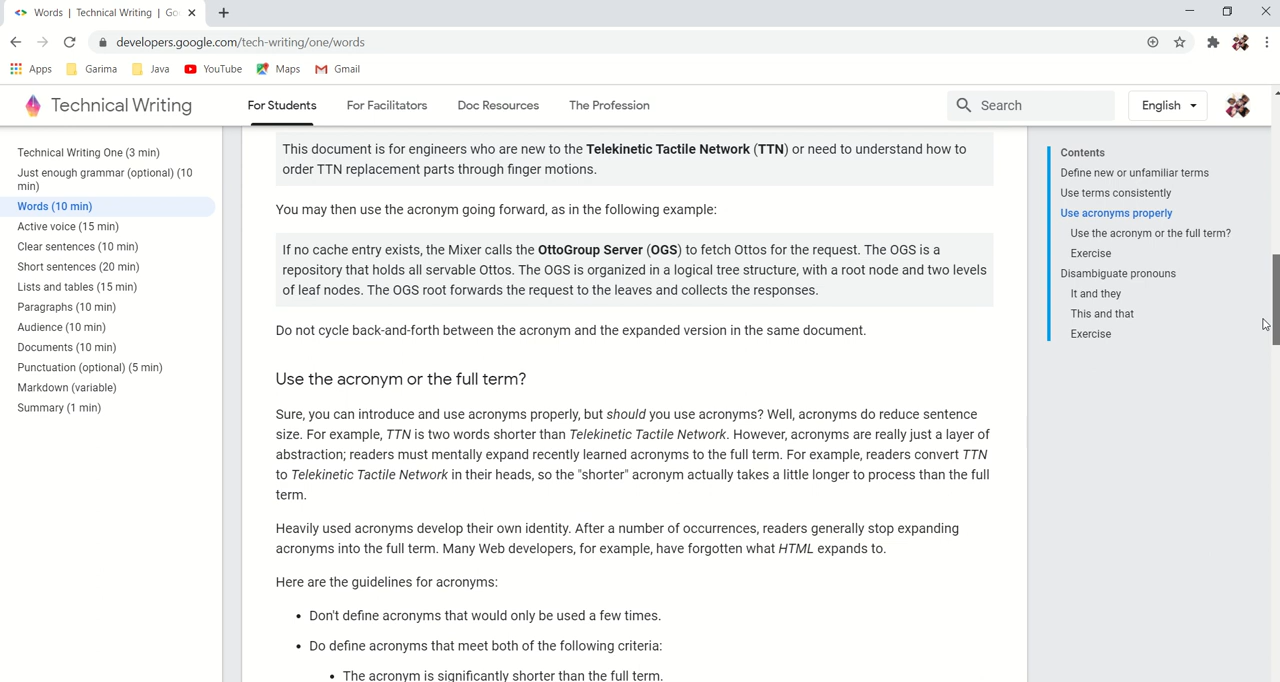 Words | Technical Writing | Go
developers.google.com/tech-writing/one/words
Apps Garima Java YouTube Maps Gmail
Technical Writing For Students For Facilitators Doc Resources The Profession Search English
Technical Writing One (3 min)
Just enough grammar (optional) (10
min)
Words (10 min)
Active voice (15 min)
Clear sentences (10 min)
Short sentences (20 min)
Lists and tables (15 min)
Paragraphs (10 min)
Audience (10 min)
Documents (10 min)
Punctuation (optional) (5 min)
Markdown (variable)
Summary (1 min)
This document is for engineers who are new to the Telekinetic Tactile Network (TTN) or need to understand how to
order TTN replacement parts through finger motions.
You may then use the acronym going forward, as in the following example:
If no cache entry exists, the Mixer calls the OttoGroup Server (OGS) to fetch Ottos for the request. The OGS is a
repository that holds all servable Ottos. The OGS is organized in a logical tree structure, with a root node and two levels
of leaf nodes. The OGS root forwards the request to the leaves and collects the responses.
Do not cycle back-and-forth between the acronym and the expanded version in the same document.
Use the acronym or the full term?
Sure, you can introduce and use acronyms properly, but should you use acronyms? Well, acronyms do reduce sentence
size. For example, TTN is two words shorter than Telekinetic Tactile Network. However, acronyms are really just a layer of
abstraction; readers must mentally expand recently learned acronyms to the full term. For example, readers convert TTN
to Telekinetic Tactile Network in their heads, so the "shorter" acronym actually takes a little longer to process than the full
term.
Heavily used acronyms develop their own identity. After a number of occurrences, readers generally stop expanding
acronyms into the full term. Many Web developers, for example, have forgotten what HTML expands to.
Here are the guidelines for acronyms:
• Don't define acronyms that would only be used a few times.
• Do define acronyms that meet both of the following criteria:
• The acronym is significantly shorter than the full term.
Contents
Define new or unfamiliar terms
Use terms consistently
Use acronyms properly
Use the acronym or the full term?
Exercise
Disambiguate pronouns
It and they
This and that
Exercise